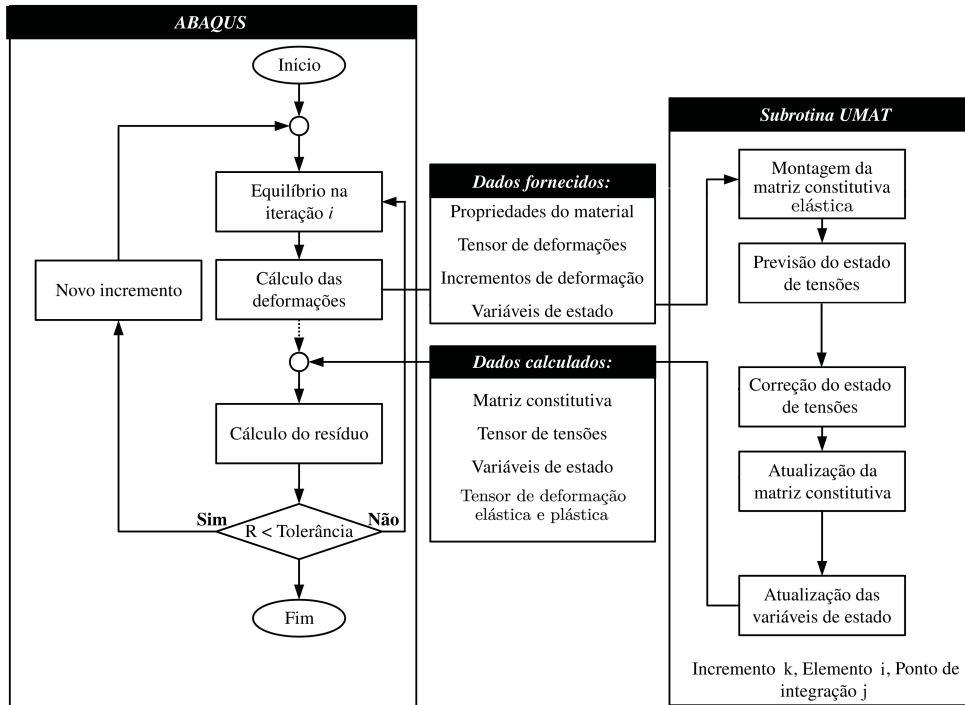 ABAQUS
Início
Equilíbrio na
iteração i
Cálculo das
deformações
Novo incremento
Cálculo do resíduo
Sim
Não
R < Tolerância
Fim
Dados fornecidos:
Propriedades do material
Tensor de deformações
Incrementos de deformação
Variáveis de estado
Dados calculados:
Matriz constitutiva
Tensor de tensões
Variáveis de estado
Tensor de deformação
elástica e plástica
Subrotina UMAT
Montagem da
matriz constitutiva
elástica
Previsão do estado
de tensões
Correção do estado
de tensões
Atualização da
matriz constitutiva
Atualização das
variáveis de estado
Incremento k, Elemento i, Ponto de
integração j